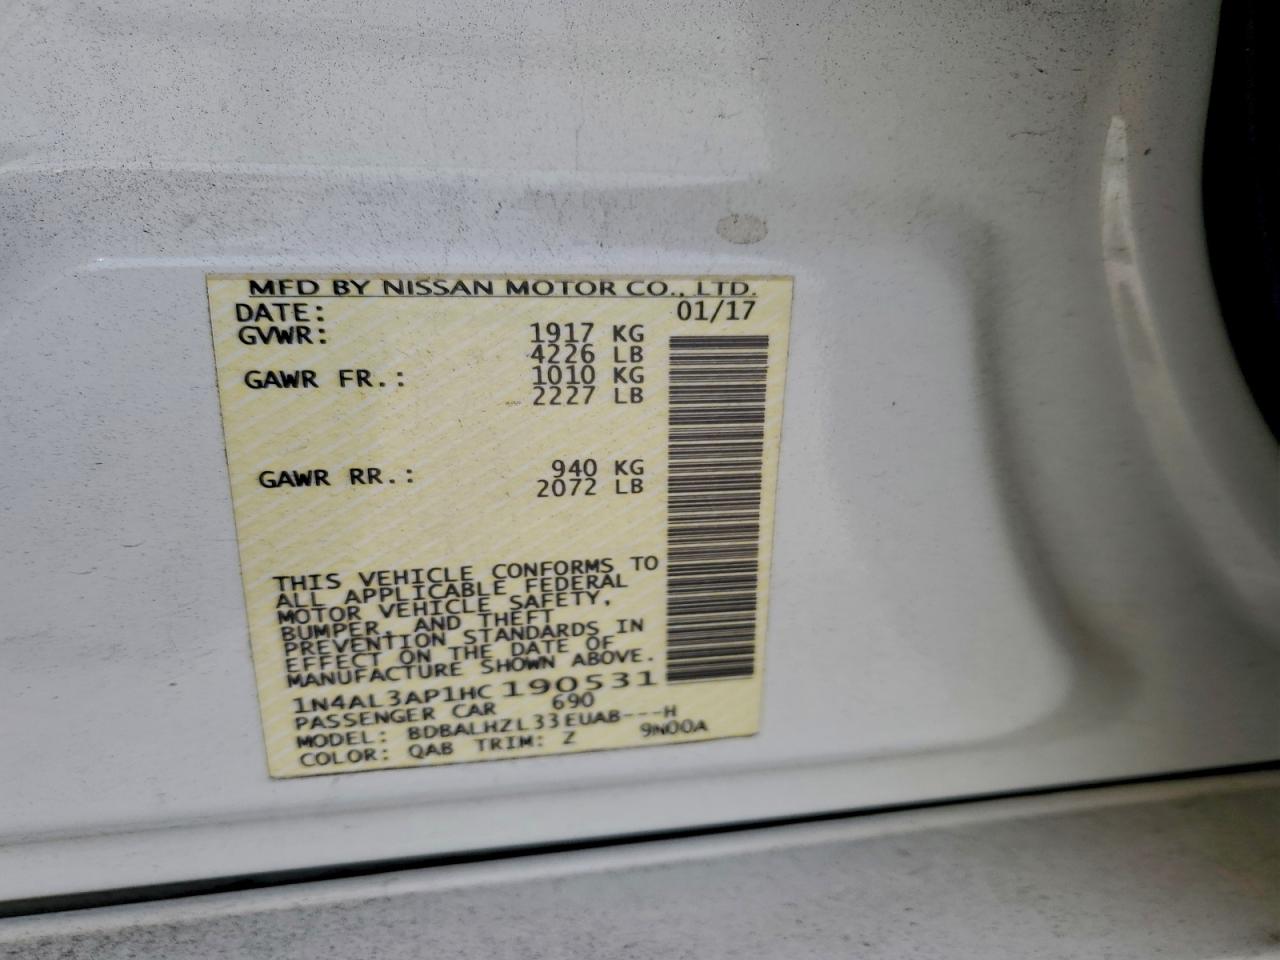 MFD BY NISSAN MOTOR CO., LTD.
DATE: 01/17
GVWR: 1917 KG
4226 LB
GAWR FR.: 1010 KG
2227 LB
GAWR RR.: 940 KG
2072 LB
THIS VEHICLE CONFORMS TO
ALL APPLICABLE FEDERAL
MOTOR VEHICLE SAFETY,
BUMPER, AND THEFT
PREVENTION STANDARDS IN
EFFECT ON THE DATE OF
MANUFACTURE SHOWN ABOVE.
1N4AL3AP1HC190531
PASSENGER CAR 690
MODEL: BDBALHZL33EUAB---H
COLOR: QAB TRIM: Z 9N00A